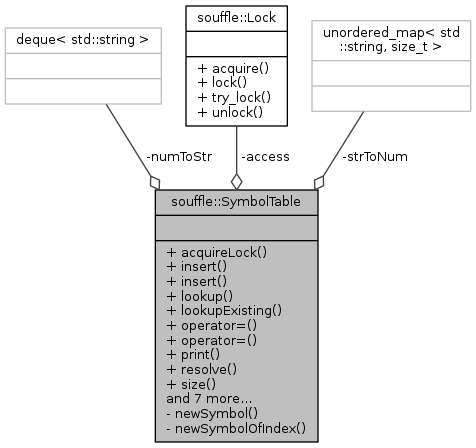 deque< std::string >
souffle::Lock
+ acquire()
+ lock()
+ try_lock()
+ unlock()
unordered_map< std
::string, size_t >
-numToStr
-access
-strToNum
souffle::SymbolTable
+ acquireLock()
+ insert()
+ insert()
+ lookup()
+ lookupExisting()
+ operator=()
+ operator=()
+ print()
+ resolve()
+ size()
and 7 more...
- newSymbol()
- newSymbolOfIndex()